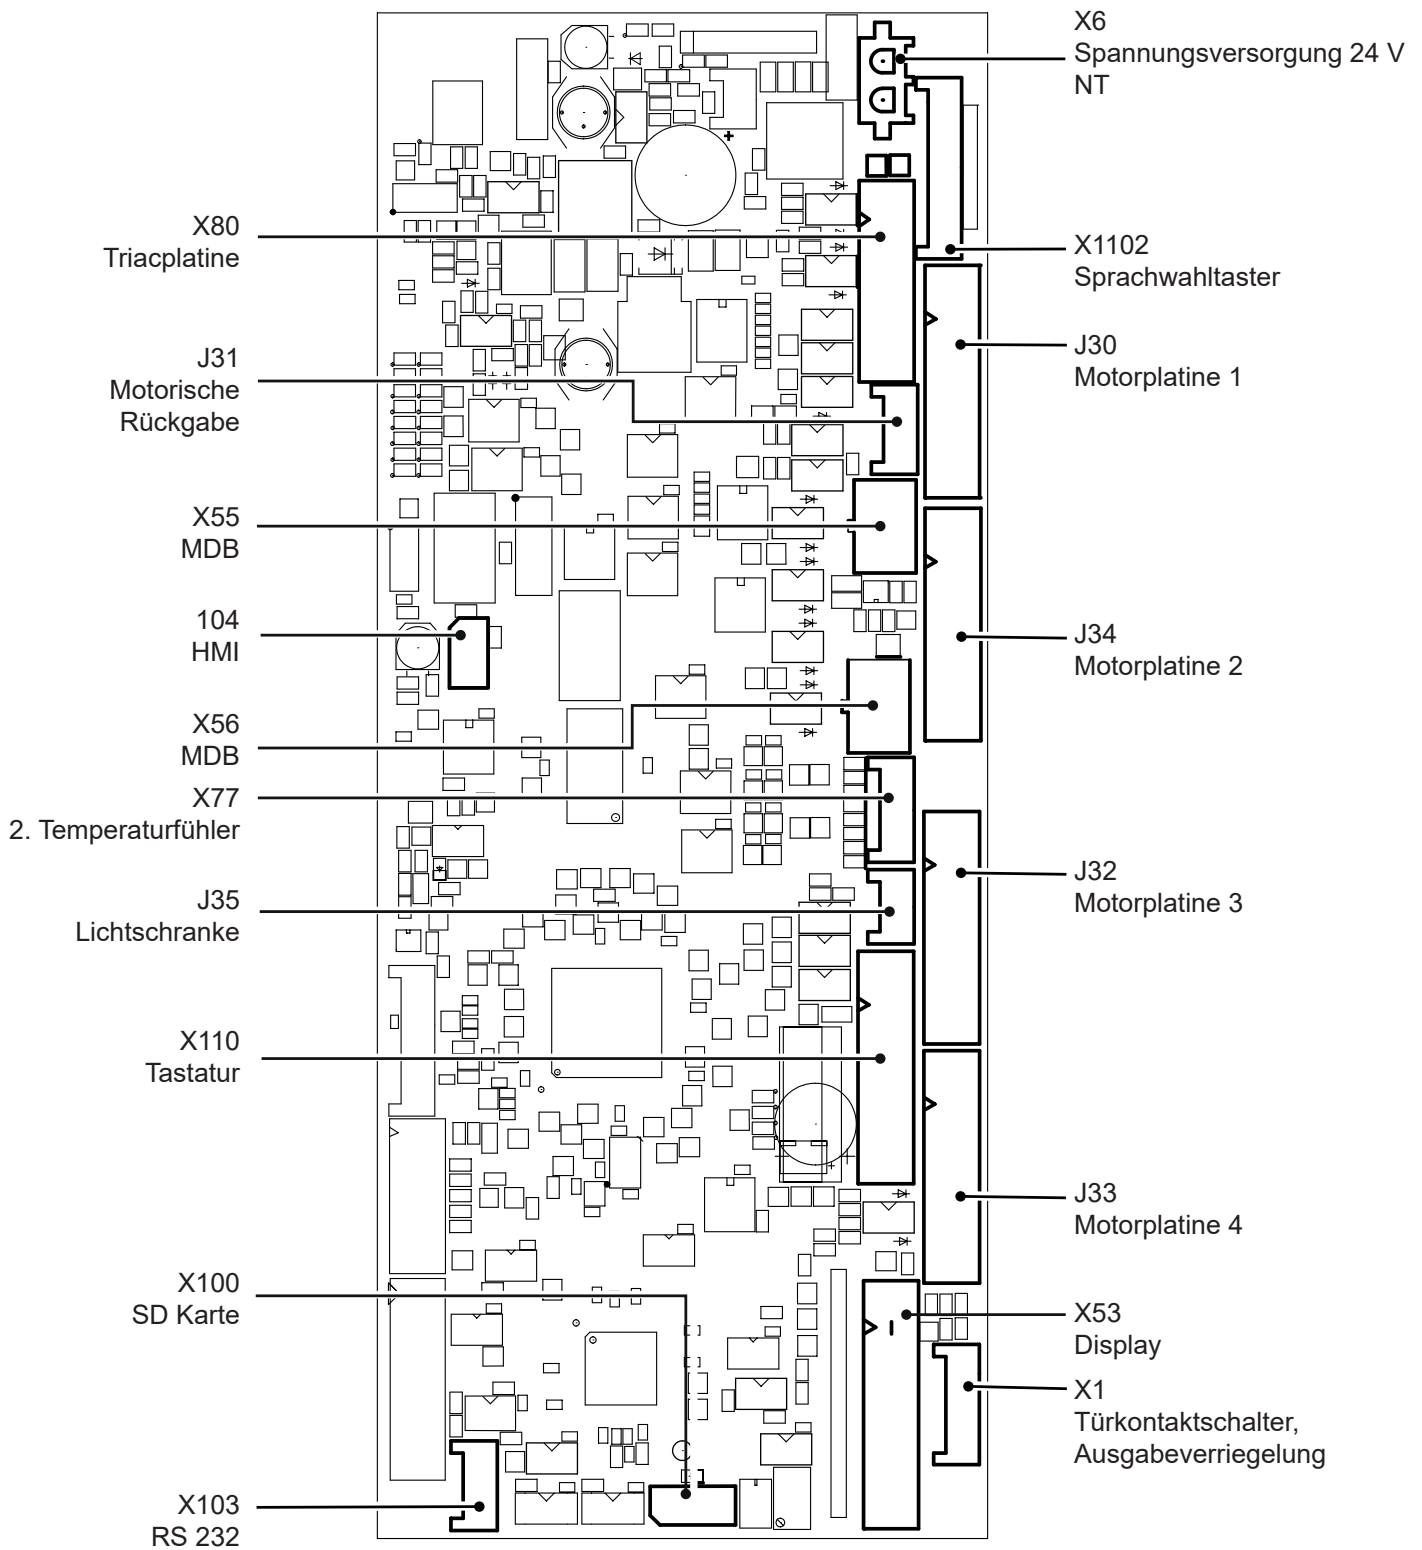 X6
Spannungsversorgung 24 V
NT
X80
Triacplatine
X1102
Sprachwahltaster
J30
Motorplatine 1
J31
Motorische
Rückgabe
X55
MDB
104
HMI
J34
Motorplatine 2
X56
MDB
X77
2. Temperaturfühler
J32
Motorplatine 3
J35
Lichtschranke
X110
Tastatur
J33
Motorplatine 4
X100
SD Karte
X53
Display
X1
Türkontaktschalter,
Ausgabeverriegelung
X103
RS 232